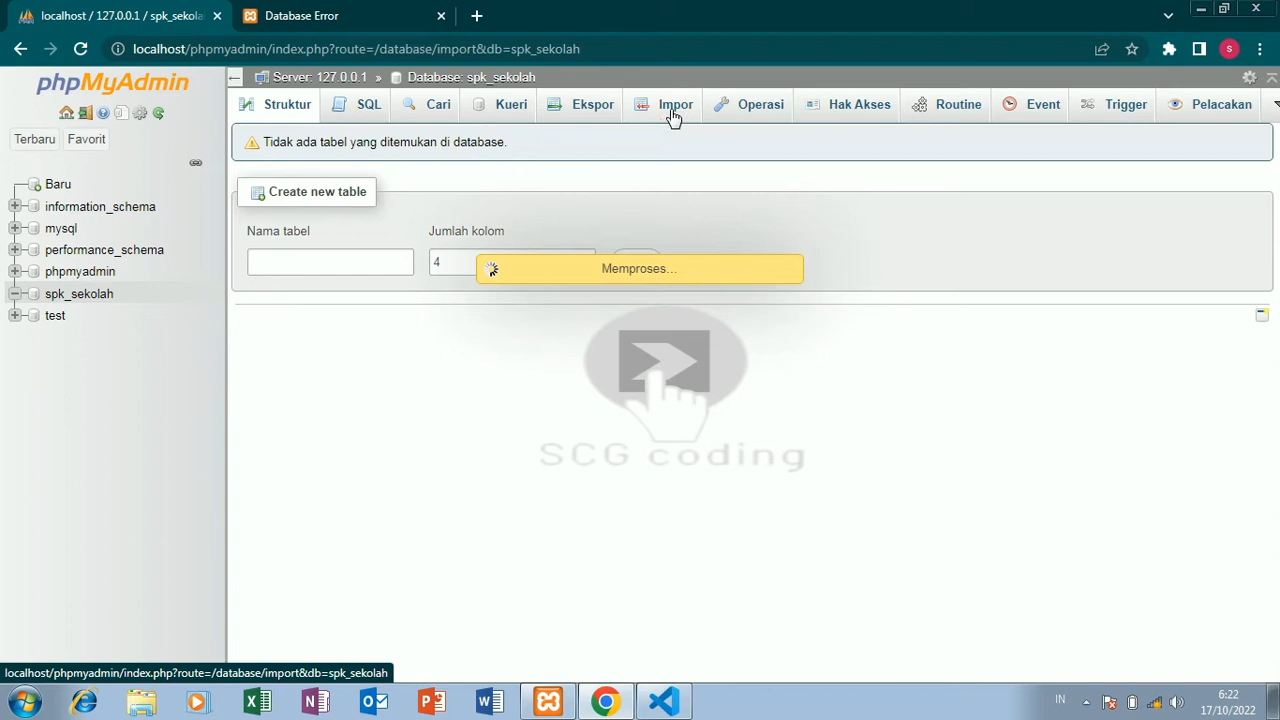 localhost / 127.0.0.1 / spk_sekola
Database Error
localhost/phpmyadmin/index.php?route=/database/import&db=spk_sekolah
S
phpMyAdmin
Server: 127.0.0.1 » Database: spk_sekolah
Struktur SQL Cari Kueri Ekspor Impor Operasi Hak Akses Routine Event Trigger Pelacakan
Terbaru Favorit
Tidak ada tabel yang ditemukan di database.
Baru
information_schema
mysql
performance_schema
phpmyadmin
spk_sekolah
test
Create new table
Nama tabel Jumlah kolom
4
Memproses...
SCG coding
localhost/phpmyadmin/index.php?route=/database/import&db=spk_sekolah
IN
6:22
17/10/2022